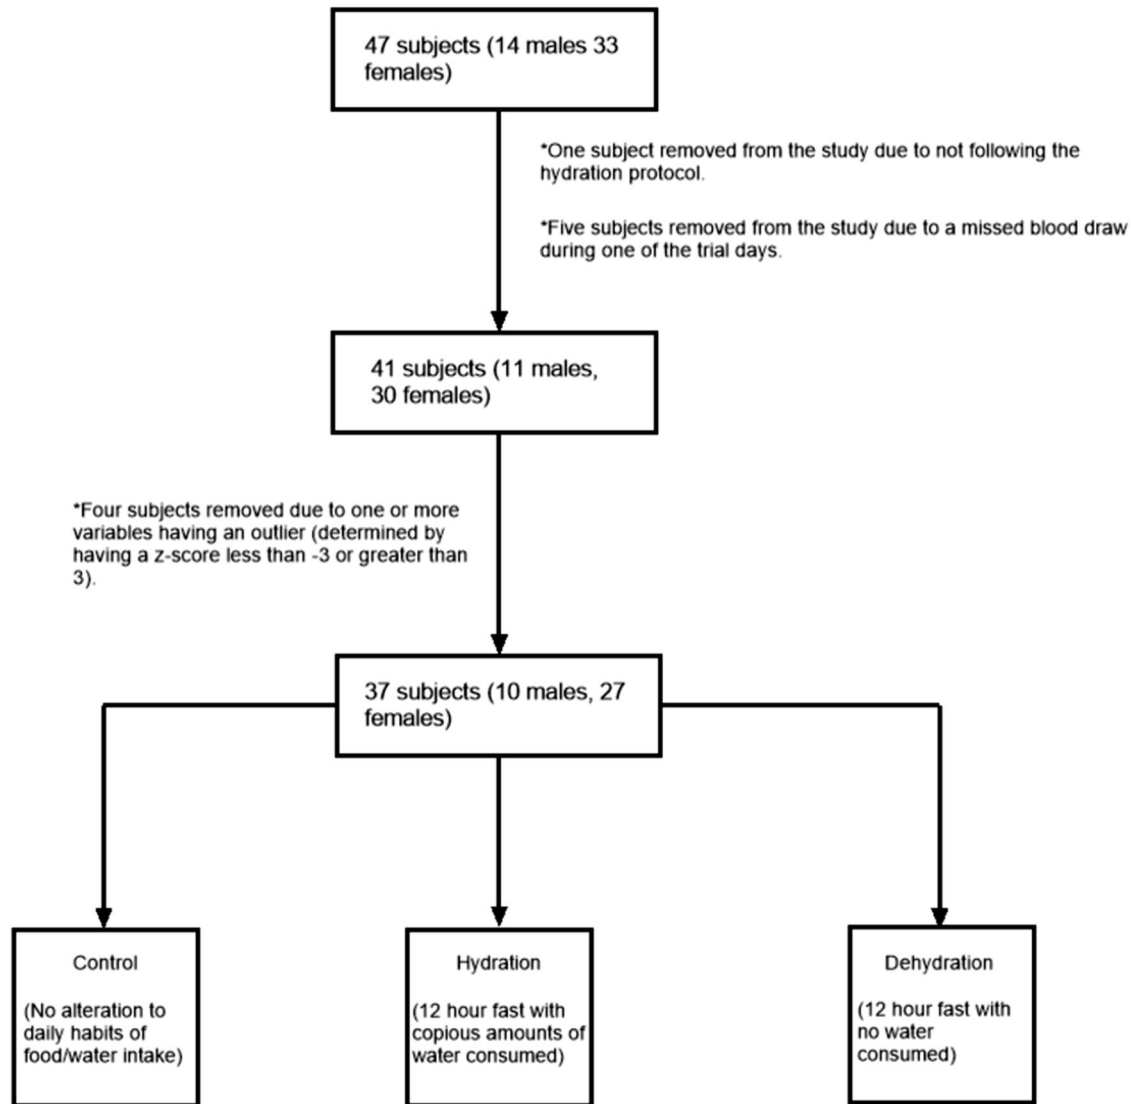 47 subjects (14 males 33
females)
*One subject removed from the study due to not following the
hydration protocol.
*Five subjects removed from the study due to a missed blood draw
during one of the trial days.
41 subjects (11 males,
30 females)
*Four subjects removed due to one or more
variables having an outlier (determined by
having a z-score less than -3 or greater than
3).
37 subjects (10 males, 27
females)
Control
(No alteration to
daily habits of
food/water intake)
Hydration
(12 hour fast with
copious amounts of
water consumed)
Dehydration
(12 hour fast with
no water
consumed)